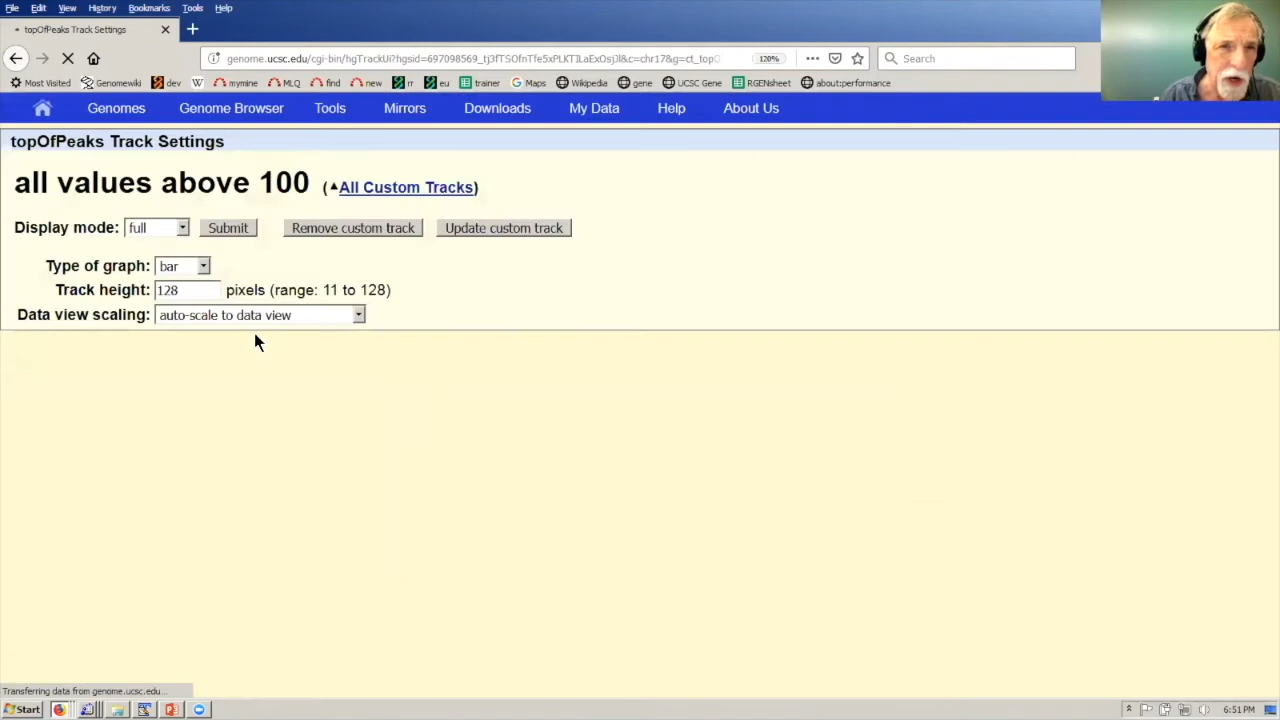 File Edit View History Bookmarks Tools Help
topOfPeaks Track Settings
genome.ucsc.edu/cgi-bin/hgTrackUi?hgsid=697098569_tj3fTSOfnTfe5xPLKTILaExOsjJl&c=chr17&g=ct_topO 120% Search
Most Visited Genomewiki dev mymine MLQ find new rr eu trainer Maps Wikipedia gene UCSC Gene RGENsheet about:performance
Genomes Genome Browser Tools Mirrors Downloads My Data Help About Us
topOfPeaks Track Settings
all values above 100 (All Custom Tracks)
Display mode: full Submit Remove custom track Update custom track
Type of graph: bar
Track height: 128 pixels (range: 11 to 128)
Data view scaling: auto-scale to data view
Transferring data from genome.ucsc.edu...
Start 6:51 PM